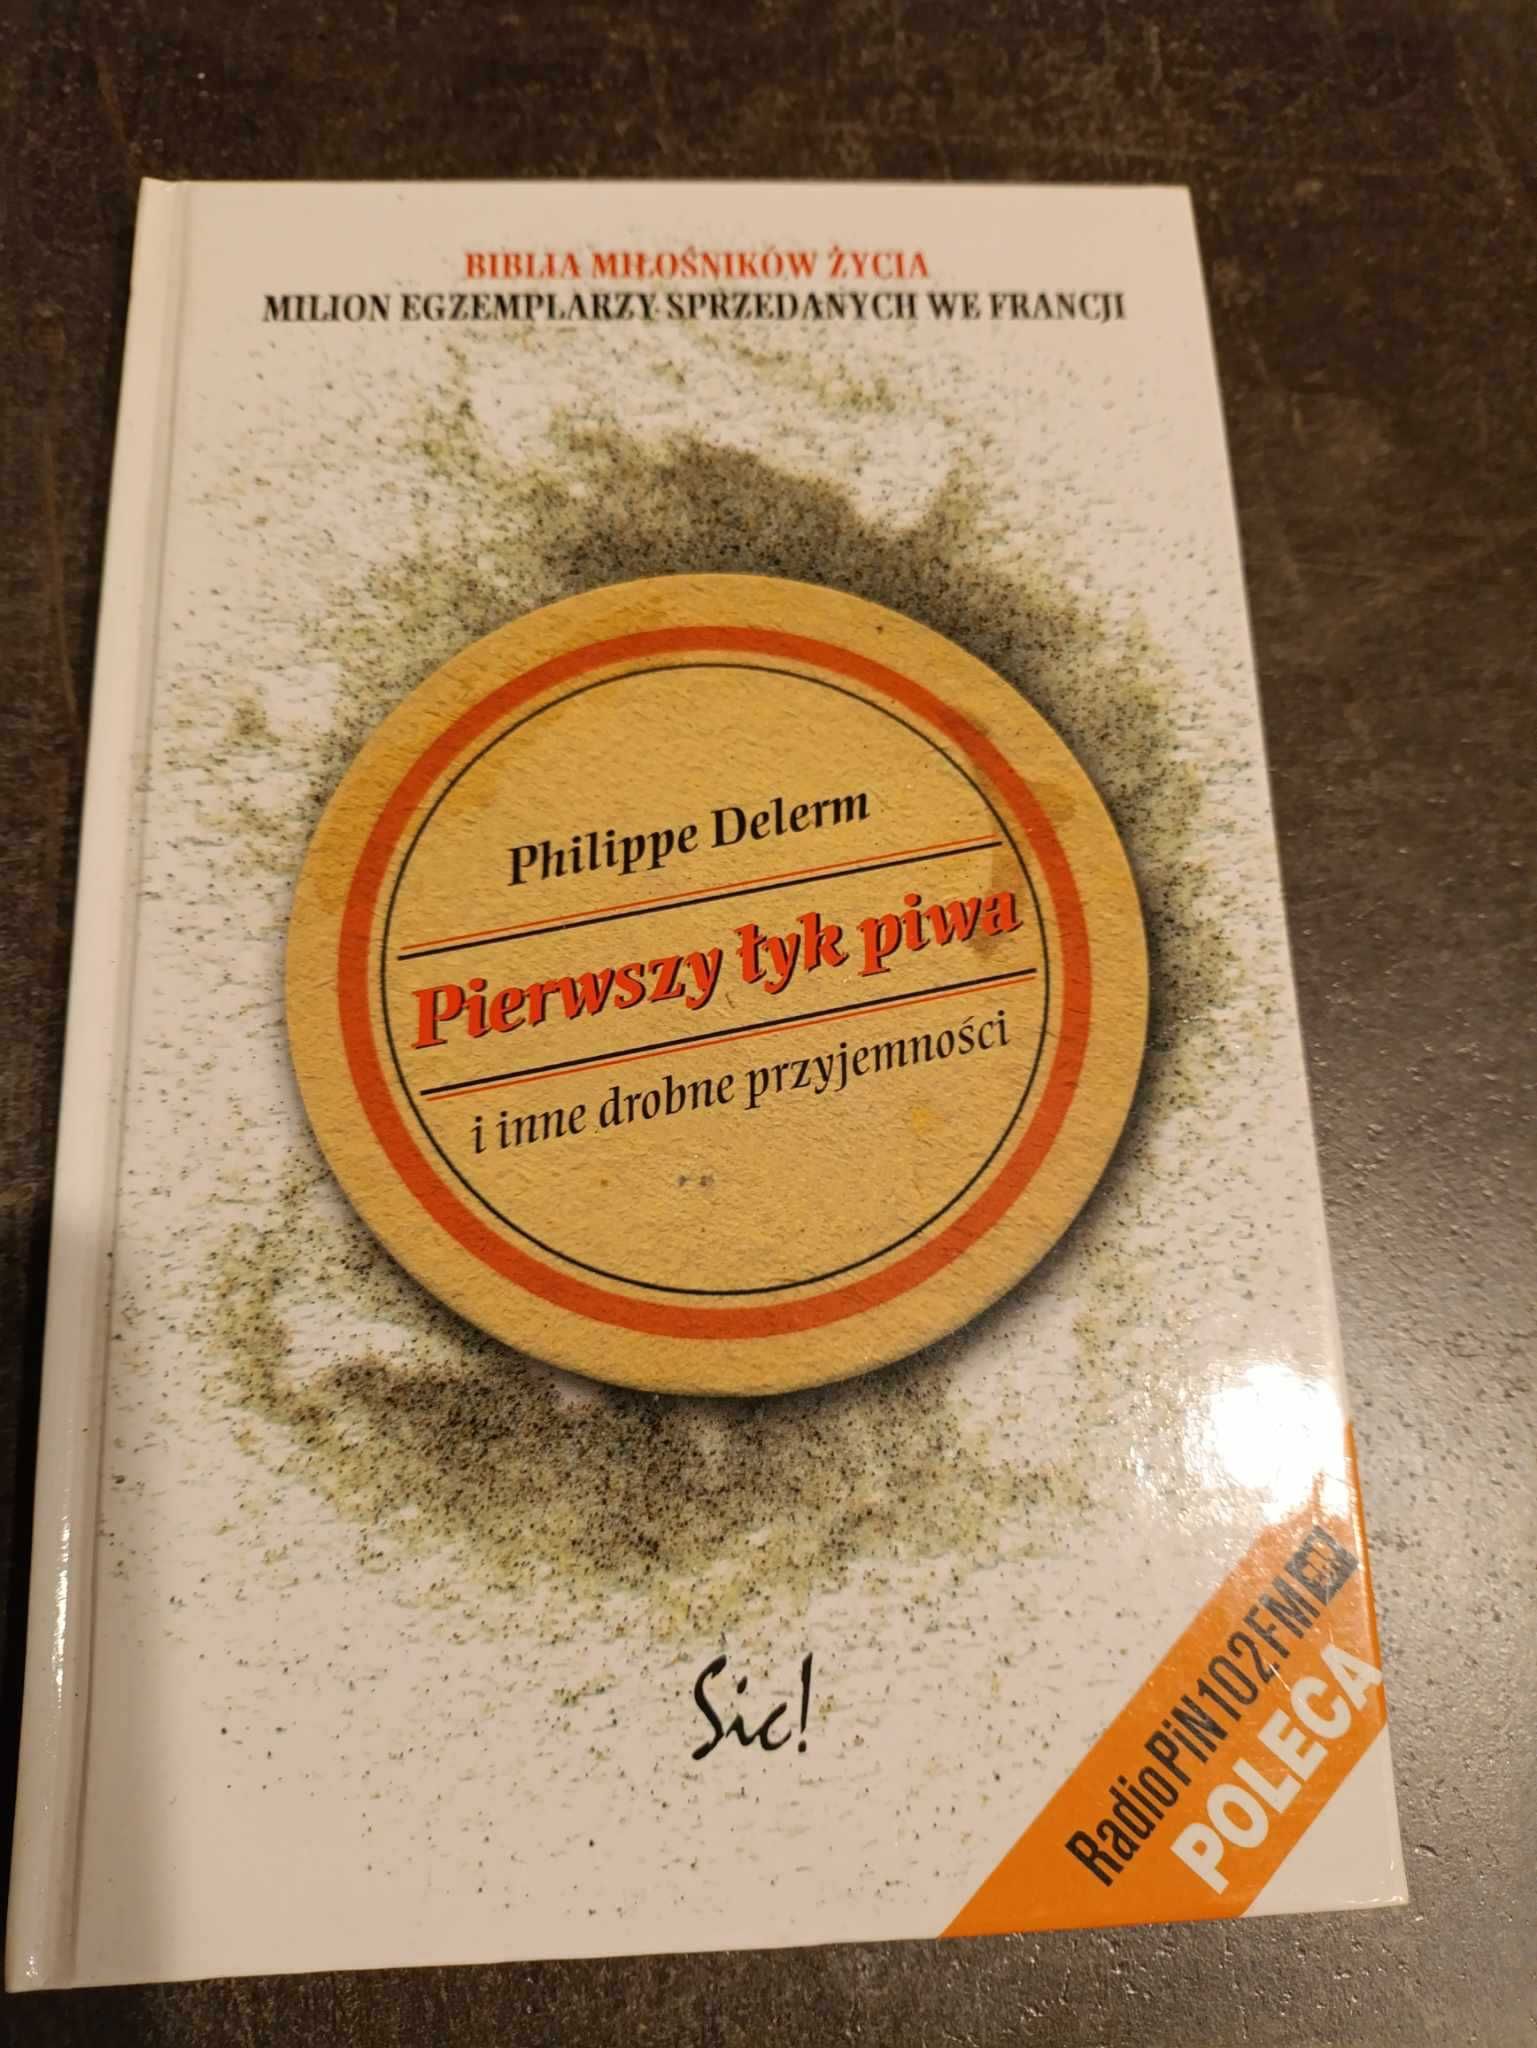 BIBLIA MIŁOŚNIKÓW ŻYCIA
MILION EGZEMPLARZY SPRZEDANYCH WE FRANCJI
Philippe Delerm
Pierwszy łyk piwa
i inne drobne przyjemności
Sic!
RadioPiN102FM
POLECA